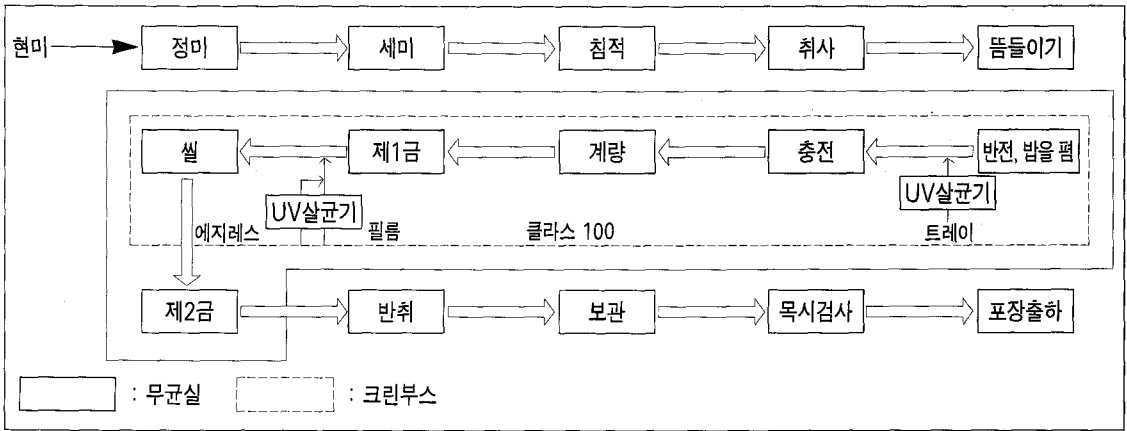 현미 정미 세미 침적 취사 뜸들이기
씰 제1금 계량 충전 반전, 밥을 폄
UV살균기 UV살균기
에지레스 필름 클라스 100 트레이
제2금 반취 보관 목시검사 포장출하
: 무균실 : 크린부스